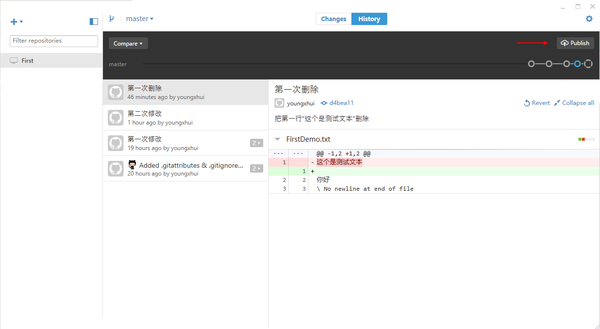 master
Changes
History
Filter repositories
First
Compare
Publish
master
第一次删除
46 minutes ago by youngxhui
第二次修改
1 hour ago by youngxhui
第一次修改
19 hours ago by youngxhui
2
Added .gitattributes & .gitignore...
20 hours ago by youngxhui
2
第一次删除
youngxhui
d4bea11
Revert
Collapse all
把第一行"这个是测试文本"删除
FirstDemo.txt
@@ -1,2 +1,2 @@
1 - 这个是测试文本
1 +
2 2 你好
3 3 \ No newline at end of file